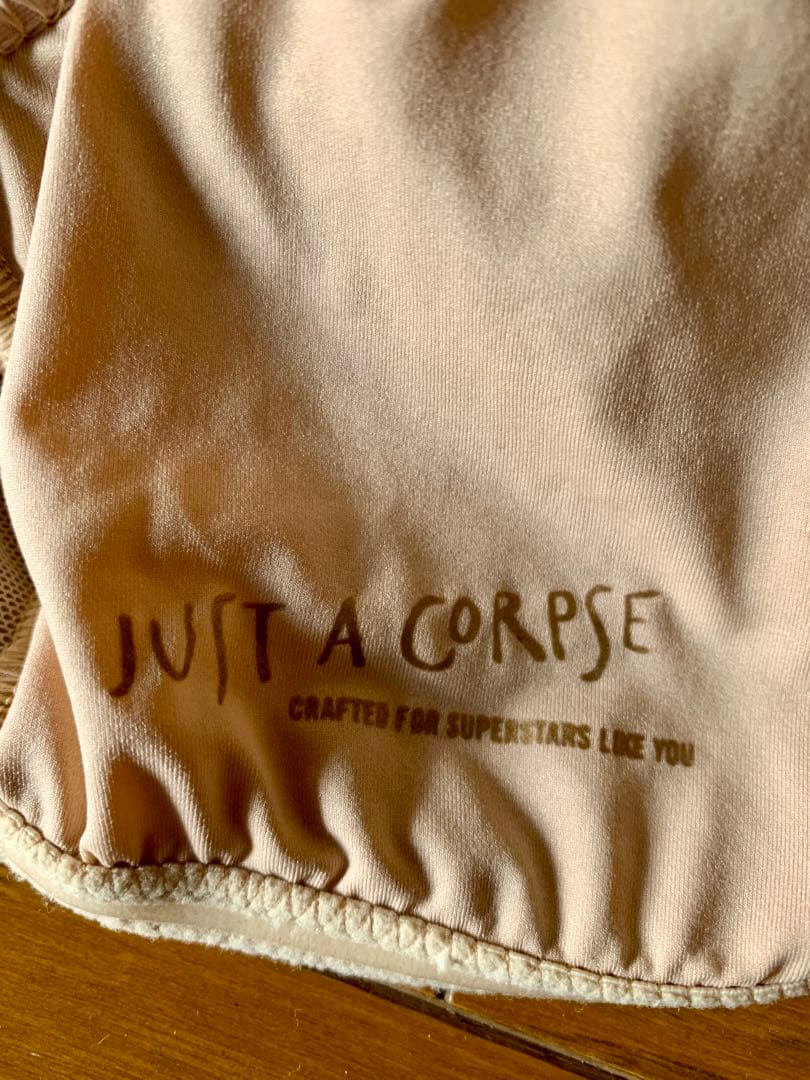 JUST A CORPSE
CRAFTED FOR SUPERSTARS LIKE YOU